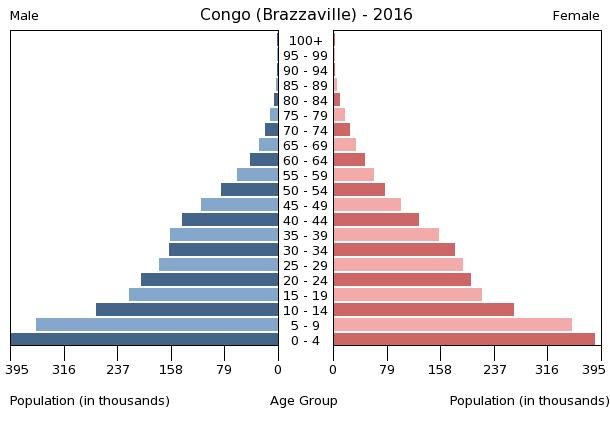 Male Congo (Brazzaville) - 2016 Female
100+
95 - 99
90 - 94
85 - 89
80 - 84
75 - 79
70 - 74
65 - 69
60 - 64
55 - 59
50 - 54
45 - 49
40 - 44
35 - 39
30 - 34
25 - 29
20 - 24
15 - 19
10 - 14
5 - 9
0 - 4
395 316 237 158 79 0 0 79 158 237 316 395
Population (in thousands) Age Group Population (in thousands)